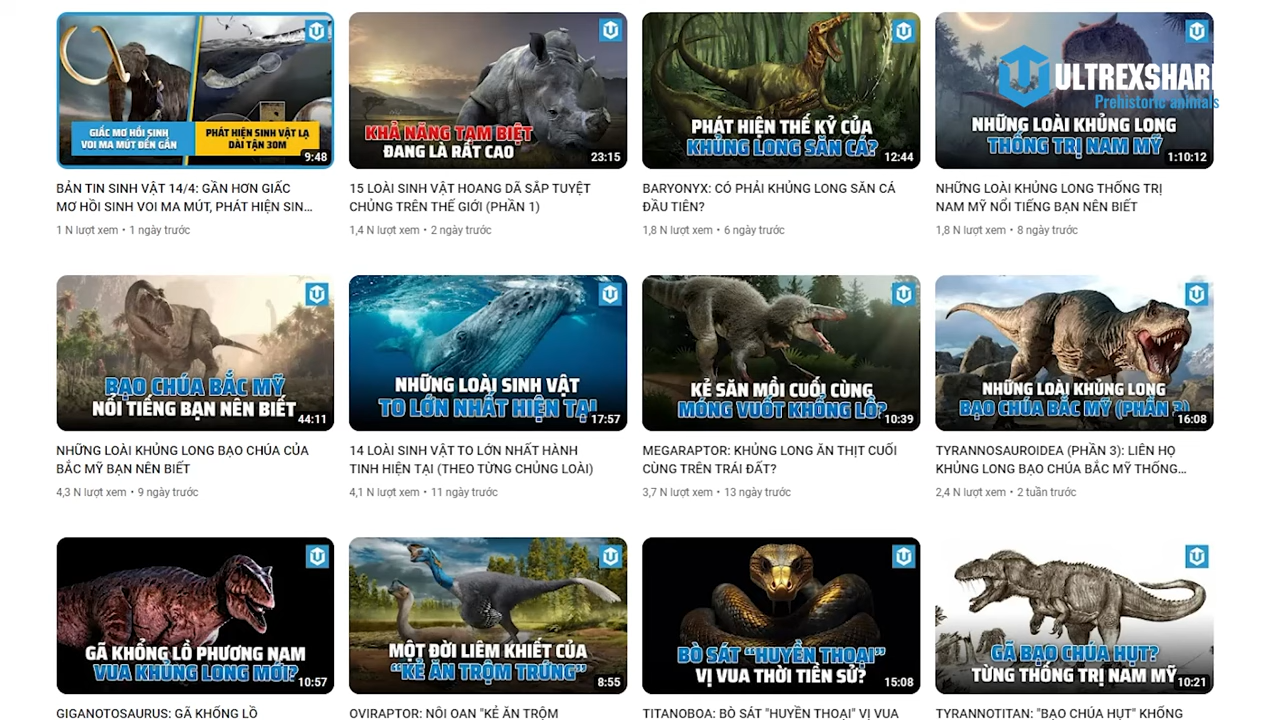 GIẤC MƠ HỒI SINH
VOI MA MÚT ĐẾN GẦN
PHÁT HIỆN SINH VẬT LẠ
DÀI TẬN 30M
9:48
BẢN TIN SINH VẬT 14/4: GẦN HƠN GIẤC
MƠ HỒI SINH VOI MA MÚT, PHÁT HIỆN SIN...
1 N lượt xem • 1 ngày trước
KHẢ NĂNG TẠM BIỆT
ĐANG LÀ RẤT CAO
23:15
15 LOÀI SINH VẬT HOANG DÃ SẮP TUYỆT
CHỦNG TRÊN THẾ GIỚI (PHẦN 1)
1,4 N lượt xem • 2 ngày trước
PHÁT HIỆN THẾ KỶ CỦA
KHỦNG LONG SĂN CÁ?
12:44
BARYONYX: CÓ PHẢI KHỦNG LONG SĂN CÁ
ĐẦU TIÊN?
1,8 N lượt xem • 6 ngày trước
ULTREXSHARK
Prehistoric animals
NHỮNG LOÀI KHỦNG LONG
THỐNG TRỊ NAM MỸ
1:10:12
NHỮNG LOÀI KHỦNG LONG THỐNG TRỊ
NAM MỸ NỔI TIẾNG BẠN NÊN BIẾT
1,8 N lượt xem • 8 ngày trước
BẠO CHÚA BẮC MỸ
NỔI TIẾNG BẠN NÊN BIẾT
44:11
NHỮNG LOÀI KHỦNG LONG BẠO CHÚA CỦA
BẮC MỸ BẠN NÊN BIẾT
4,3 N lượt xem • 9 ngày trước
NHỮNG LOÀI SINH VẬT
TO LỚN NHẤT HIỆN TẠI
17:57
14 LOÀI SINH VẬT TO LỚN NHẤT HÀNH
TINH HIỆN TẠI (THEO TỪNG CHỦNG LOÀI)
4,1 N lượt xem • 11 ngày trước
KẺ SĂN MỒI CUỐI CÙNG
MÓNG VUỐT KHỔNG LỒ?
10:39
MEGARAPTOR: KHỦNG LONG ĂN THỊT CUỐI
CÙNG TRÊN TRÁI ĐẤT?
3,7 N lượt xem • 13 ngày trước
NHỮNG LOÀI KHỦNG LONG
BẠO CHÚA BẮC MỸ (PHẦN 3)
16:08
TYRANNOSAUROIDEA (PHẦN 3): LIÊN HỌ
KHỦNG LONG BẠO CHÚA BẮC MỸ THỐNG...
2,4 N lượt xem • 2 tuần trước
GÃ KHỔNG LỒ PHƯƠNG NAM
VUA KHỦNG LONG MỚI?
10:57
GIGANOTOSAURUS: GÃ KHỔNG LỒ
MỘT ĐỜI LIÊM KHIẾT CỦA
"KẺ ĂN TRỘM TRỨNG"
8:55
OVIRAPTOR: NỖI OAN "KẺ ĂN TRỘM
BÒ SÁT "HUYỀN THOẠI"
VỊ VUA THỜI TIỀN SỬ?
15:08
TITANOBOA: BÒ SÁT "HUYỀN THOẠI" VỊ VUA
GÃ BẠO CHÚA HỤT?
TỪNG THỐNG TRỊ NAM MỸ
10:21
TYRANNOTITAN: "BẠO CHÚA HỤT" KHỔNG